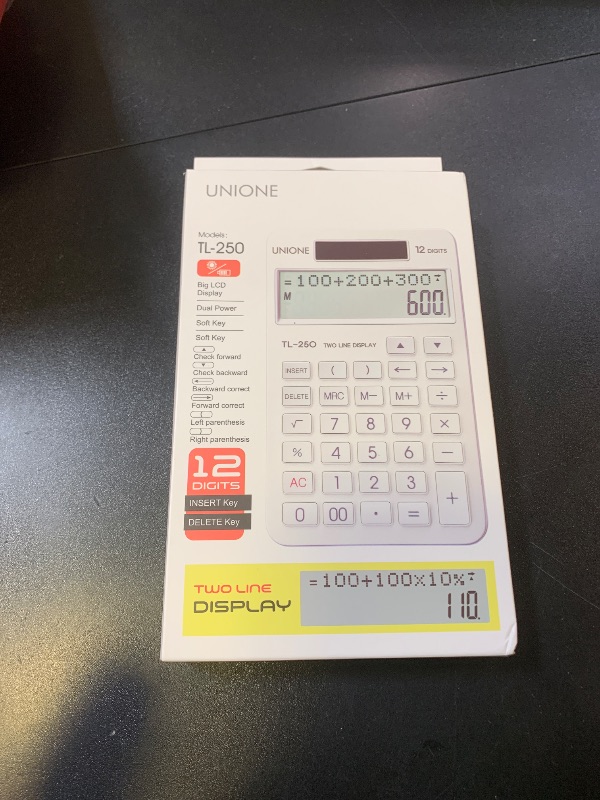 UNIONE
Models:
TL-250
Big LCD
Display
Dual Power
Soft Key
Soft Key
Check forward
Check backward
Backward correct
Forward correct
Left parenthesis
Right parenthesis
12
DIGITS
INSERT Key
DELETE Key
UNIONE 12 DIGITS
=100+200+300
M 600.
TL-250 TWO LINE DISPLAY ▲ ▼
INSERT ( ) ← →
DELETE MRC M− M+ ÷
√ 7 8 9 ×
% 4 5 6 −
AC 1 2 3 +
0 00 · =
TWO LINE
DISPLAY
=100+100×10%
110.